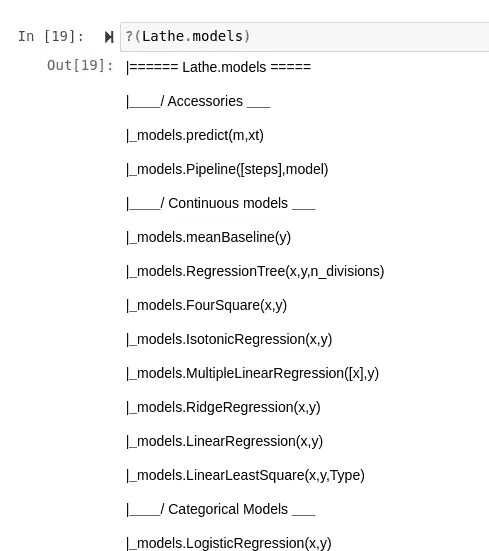 In [19]: ?(Lathe.models)
Out[19]: |====== Lathe.models =====
|____/ Accessories ___
|_models.predict(m,xt)
|_models.Pipeline([steps],model)
|____/ Continuous models ___
|_models.meanBaseline(y)
|_models.RegressionTree(x,y,n_divisions)
|_models.FourSquare(x,y)
|_models.IsotonicRegression(x,y)
|_models.MultipleLinearRegression([x],y)
|_models.RidgeRegression(x,y)
|_models.LinearRegression(x,y)
|_models.LinearLeastSquare(x,y,Type)
|____/ Categorical Models ___
|_models.LogisticRegression(x,y)